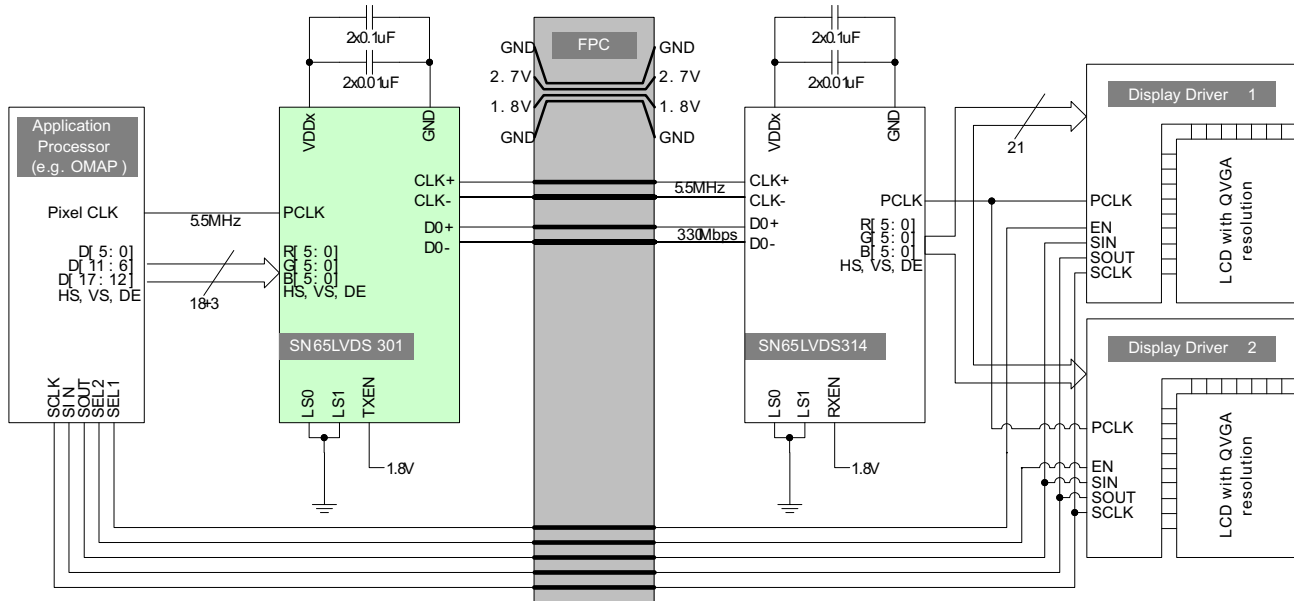 2x0.1uF
2x0.01uF
FPC
GND
2.7V
1.8V
GND
GND
2.7V
1.8V
GND
2x0.1uF
2x0.01uF
Application
Processor
(e.g. OMAP )
Pixel CLK
D[ 5: 0]
D[ 11: 6]
D[ 17: 12]
HS, VS, DE
SCLK
SIN
SOUT
SEL2
SEL1
5.5MHz
18+3
VDDx
GND
CLK+
CLK-
PCLK
D0+
D0-
R[ 5: 0]
G[ 5: 0]
B[ 5: 0]
HS, VS, DE
SN65LVDS 301
LS0
LS1
TXEN
1.8V
5.5MHz
330Mbps
VDDx
GND
CLK+
CLK-
PCLK
D0+
D0-
R[ 5: 0]
G[ 5: 0]
B[ 5: 0]
HS, VS, DE
SN65LVDS314
LS0
LS1
RXEN
1.8V
21
Display Driver 1
PCLK
EN
SIN
SOUT
SCLK
LCD with QVGA
resolution
Display Driver 2
PCLK
EN
SIN
SOUT
SCLK
LCD with QVGA
resolution